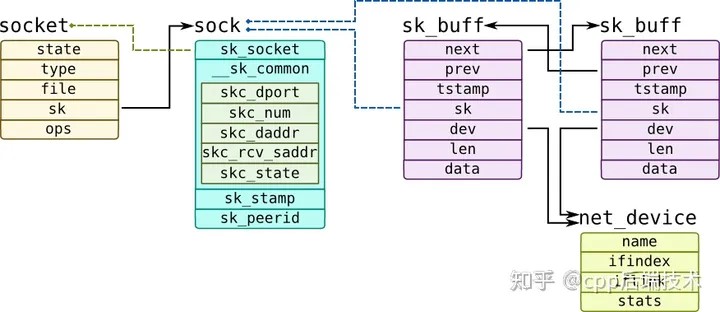 socket
state
type
file
sk
ops
sock
sk_socket
__sk_common
skc_dport
skc_num
skc_daddr
skc_rcv_saddr
skc_state
sk_stamp
sk_peerid
sk_buff
next
prev
tstamp
sk
dev
len
data
sk_buff
next
prev
tstamp
sk
dev
len
data
net_device
name
ifindex
iflink
stats
知乎 @cpp后端技术